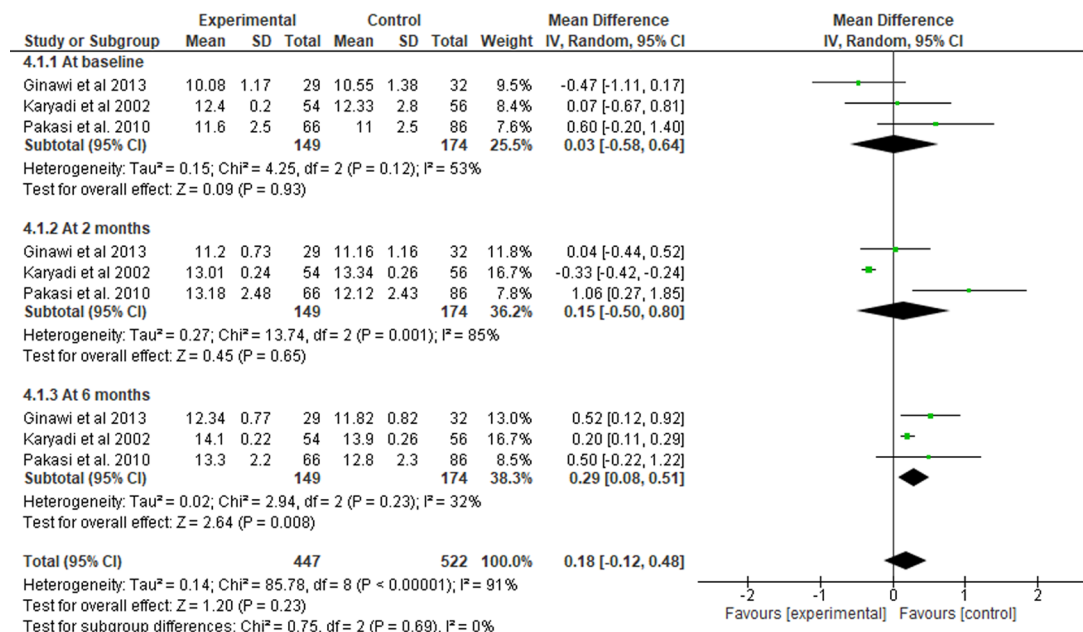 Experimental Control Mean Difference Mean Difference
Study or Subgroup Mean SD Total Mean SD Total Weight IV, Random, 95% CI IV, Random, 95% CI
4.1.1 At baseline
Ginawi et al 2013 10.08 1.17 29 10.55 1.38 32 9.5% -0.47 [-1.11, 0.17]
Karyadi et al 2002 12.4 0.2 54 12.33 2.8 56 8.4% 0.07 [-0.67, 0.81]
Pakasi et al. 2010 11.6 2.5 66 11 2.5 86 7.6% 0.60 [-0.20, 1.40]
Subtotal (95% CI) 149 174 25.5% 0.03 [-0.58, 0.64]
Heterogeneity: Tau² = 0.15; Chi² = 4.25, df = 2 (P = 0.12); I² = 53%
Test for overall effect: Z = 0.09 (P = 0.93)
4.1.2 At 2 months
Ginawi et al 2013 11.2 0.73 29 11.16 1.16 32 11.8% 0.04 [-0.44, 0.52]
Karyadi et al 2002 13.01 0.24 54 13.34 0.26 56 16.7% -0.33 [-0.42, -0.24]
Pakasi et al. 2010 13.18 2.48 66 12.12 2.43 86 7.8% 1.06 [0.27, 1.85]
Subtotal (95% CI) 149 174 36.2% 0.15 [-0.50, 0.80]
Heterogeneity: Tau² = 0.27; Chi² = 13.74, df = 2 (P = 0.001); I² = 85%
Test for overall effect: Z = 0.45 (P = 0.65)
4.1.3 At 6 months
Ginawi et al 2013 12.34 0.77 29 11.82 0.82 32 13.0% 0.52 [0.12, 0.92]
Karyadi et al 2002 14.1 0.22 54 13.9 0.26 56 16.7% 0.20 [0.11, 0.29]
Pakasi et al. 2010 13.3 2.2 66 12.8 2.3 86 8.5% 0.50 [-0.22, 1.22]
Subtotal (95% CI) 149 174 38.3% 0.29 [0.08, 0.51]
Heterogeneity: Tau² = 0.02; Chi² = 2.94, df = 2 (P = 0.23); I² = 32%
Test for overall effect: Z = 2.64 (P = 0.008)
Total (95% CI) 447 522 100.0% 0.18 [-0.12, 0.48]
Heterogeneity: Tau² = 0.14; Chi² = 85.78, df = 8 (P < 0.00001); I² = 91%
Test for overall effect: Z = 1.20 (P = 0.23)
Test for subgroup differences: Chi² = 0.75, df = 2 (P = 0.69), I² = 0%
-2 -1 0 1 2
Favours [experimental] Favours [control]